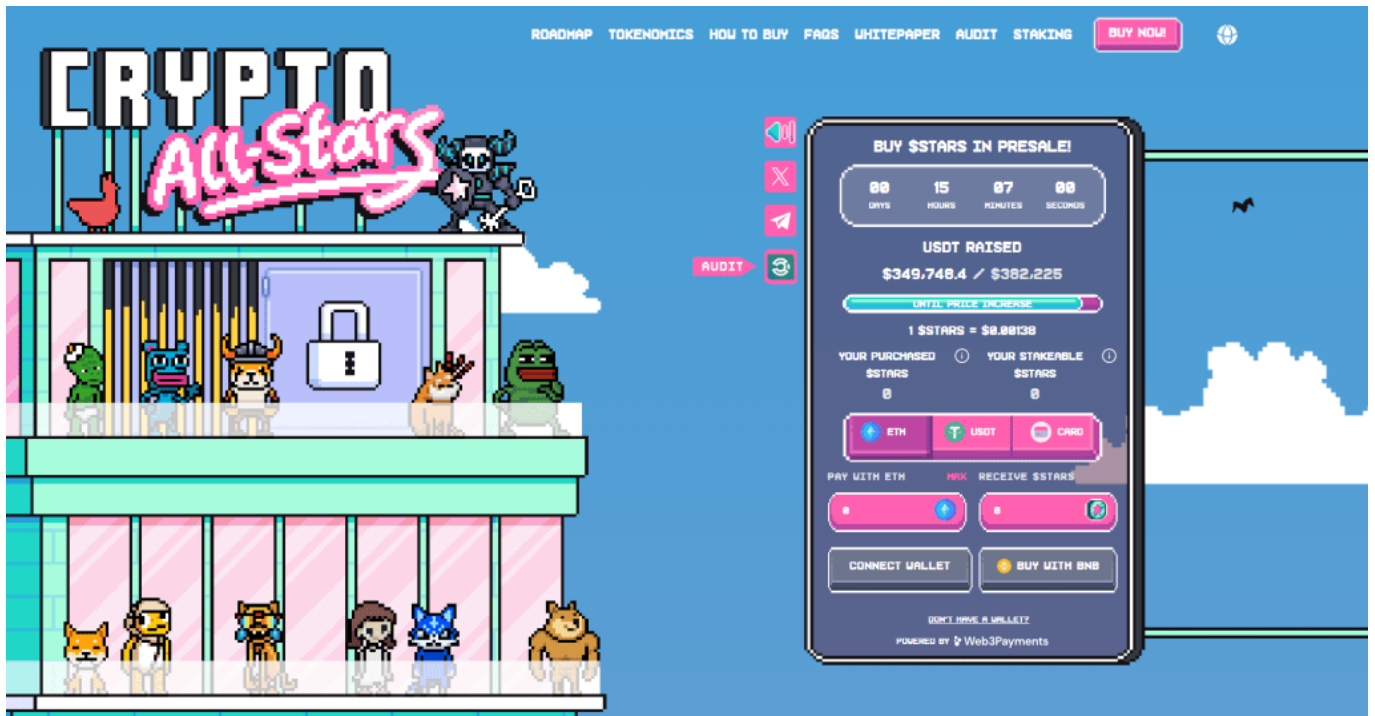 ROADMAP TOKENOMICS HOW TO BUY FAQS WHITEPAPER AUDIT STAKING BUY NOW!
CRYPTO
All-Stars
AUDIT
BUY $STARS IN PRESALE!
00 15 07 00
DAYS HOURS MINUTES SECONDS
USDT RAISED
$349,748.4 / $382,225
UNTIL PRICE INCREASE
1 $STARS = $0.00138
YOUR PURCHASED YOUR STAKEABLE
$STARS $STARS
0 0
ETH USDT CARD
PAY WITH ETH MAX RECEIVE $STARS
0 0
CONNECT WALLET BUY WITH BNB
DON'T HAVE A WALLET?
POWERED BY Web3Payments